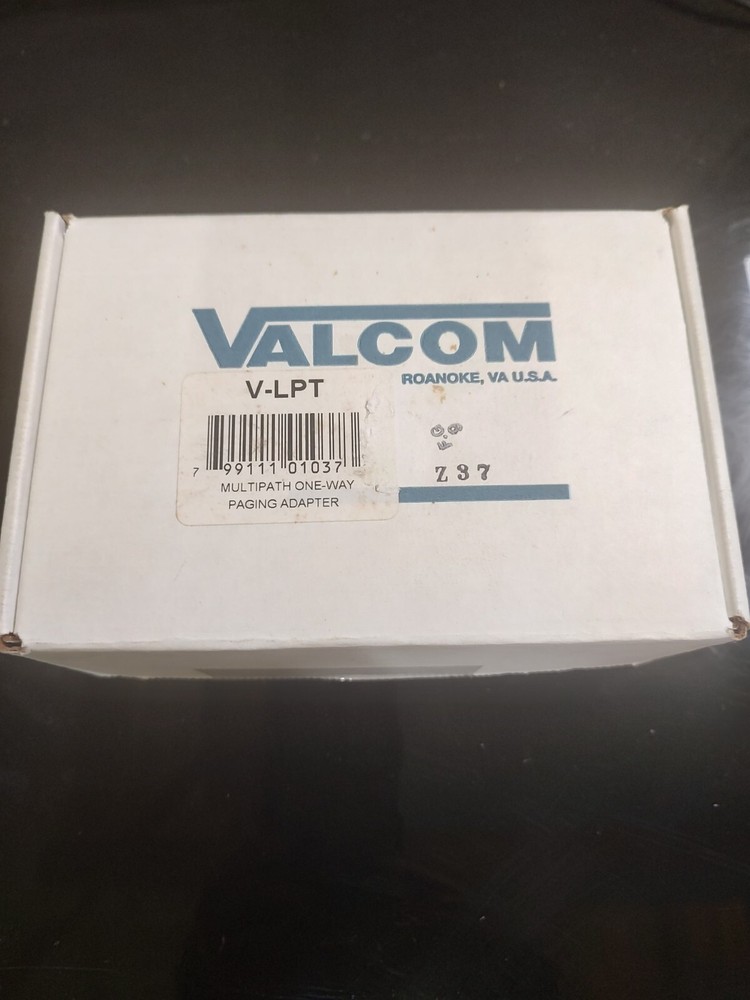 VALCOM
ROANOKE, VA U.S.A.
V-LPT
7 99111 01037
MULTIPATH ONE-WAY
PAGING ADAPTER
Z37